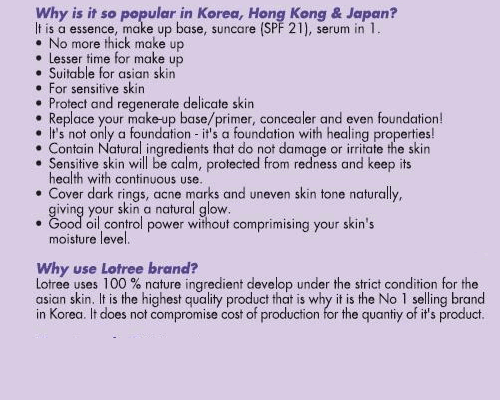 Why is it so popular in Korea, Hong Kong & Japan?
It is a essence, make up base, suncare (SPF 21), serum in 1.
• No more thick make up
• Lesser time for make up
• Suitable for asian skin
• For sensitive skin
• Protect and regenerate delicate skin
• Replace your make-up base/primer, concealer and even foundation!
• It's not only a foundation - it's a foundation with healing properties!
• Contain Natural ingredients that do not damage or irritate the skin
• Sensitive skin will be calm, protected from redness and keep its
health with continuous use.
• Cover dark rings, acne marks and uneven skin tone naturally,
giving your skin a natural glow.
• Good oil control power without comprimising your skin's
moisture level.
Why use Lotree brand?
Lotree uses 100 % nature ingredient develop under the strict condition for the
asian skin. It is the highest quality product that is why it is the No 1 selling brand
in Korea. It does not compromise cost of production for the quantiy of it's product.